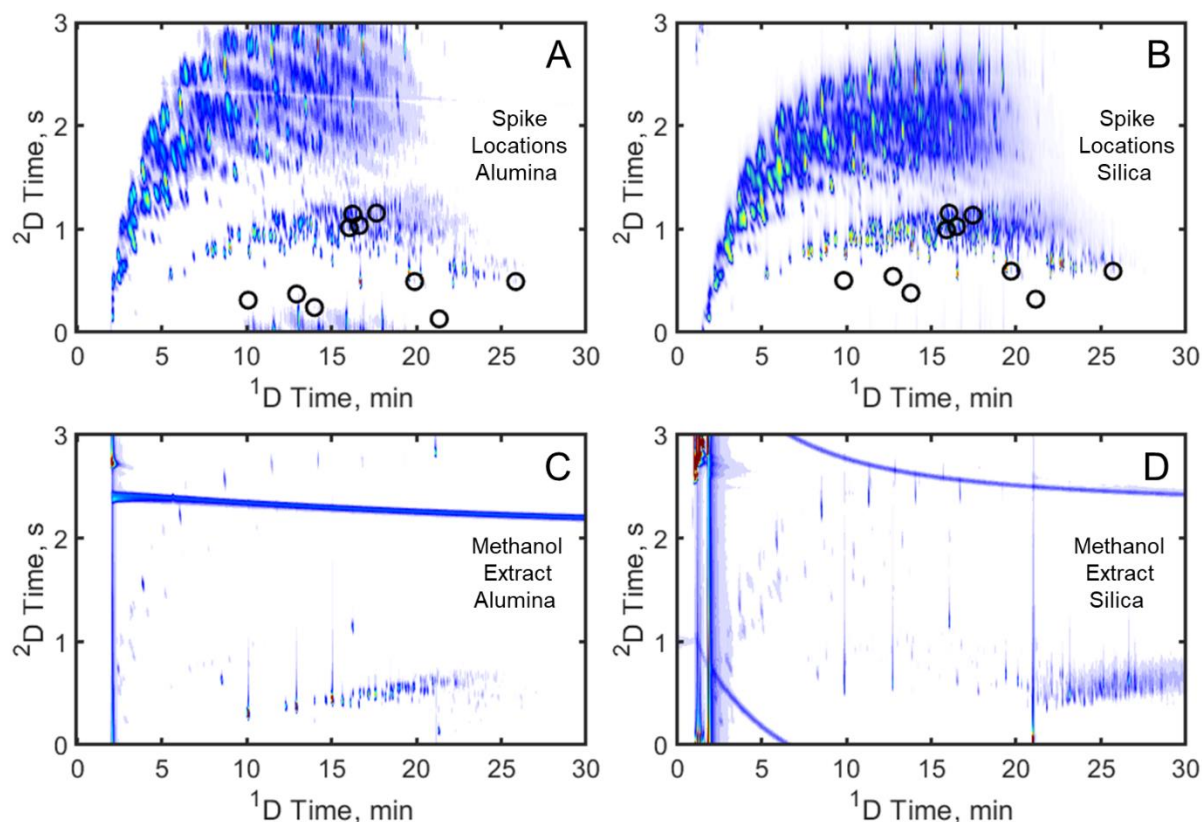 3
2
1
0
²D Time, s
A
Spike
Locations
Alumina
0 5 10 15 20 25 30
¹D Time, min
3
2
1
0
²D Time, s
B
Spike
Locations
Silica
0 5 10 15 20 25 30
¹D Time, min
3
2
1
0
²D Time, s
C
Methanol
Extract
Alumina
0 5 10 15 20 25 30
¹D Time, min
3
2
1
0
²D Time, s
D
Methanol
Extract
Silica
0 5 10 15 20 25 30
¹D Time, min